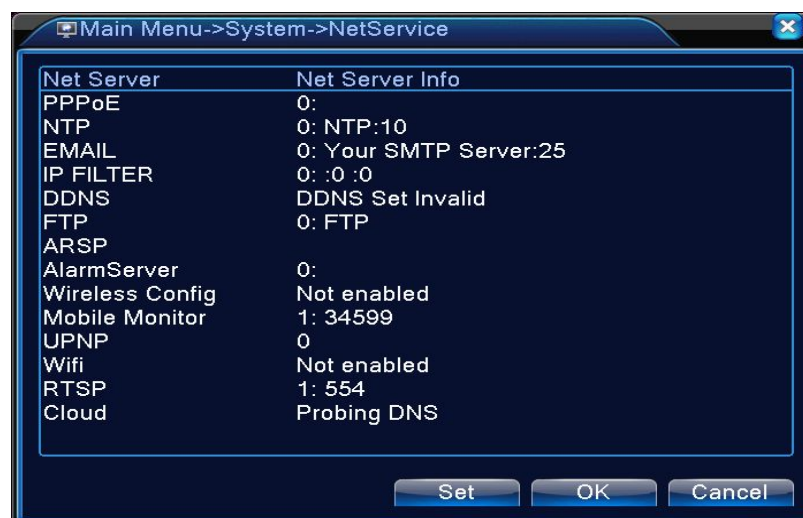 Main Menu->System->NetService
Net Server Net Server Info
PPPoE 0:
NTP 0: NTP:10
EMAIL 0: Your SMTP Server:25
IP FILTER 0: :0 :0
DDNS DDNS Set Invalid
FTP 0: FTP
ARSP
AlarmServer 0:
Wireless Config Not enabled
Mobile Monitor 1: 34599
UPNP 0
Wifi Not enabled
RTSP 1: 554
Cloud Probing DNS
Set OK Cancel